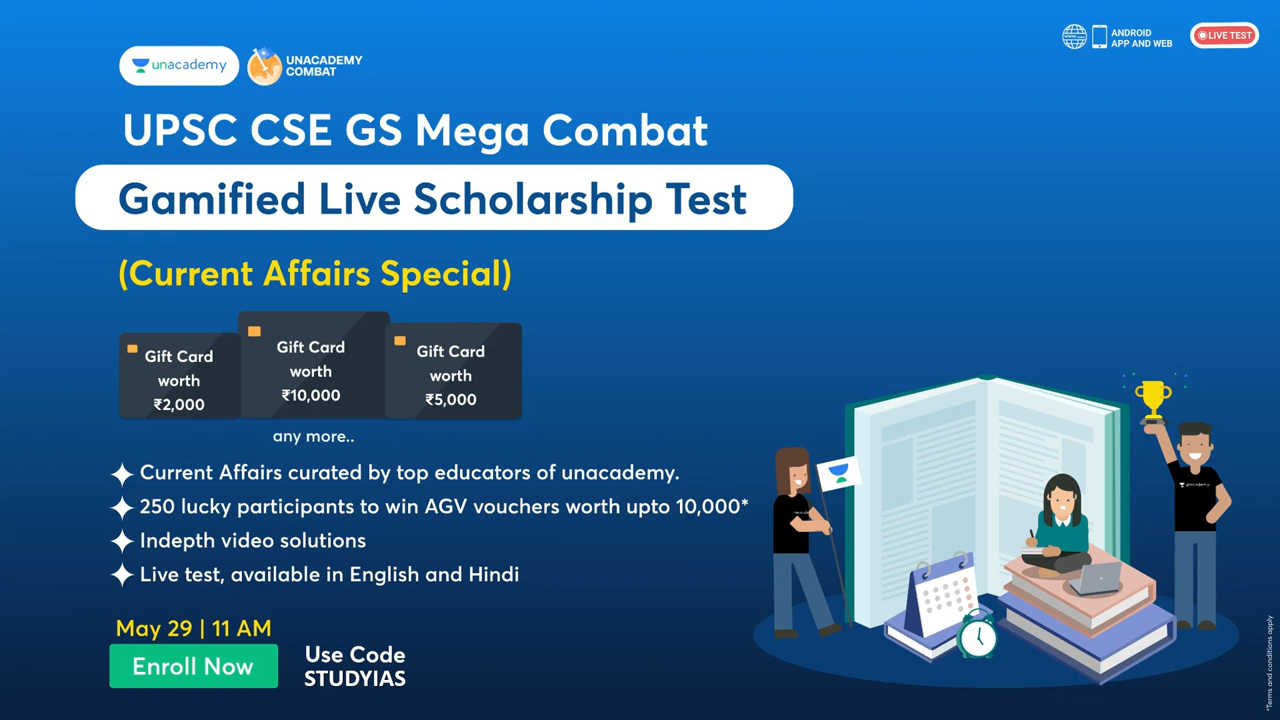 unacademy
UNACADEMY
COMBAT
ANDROID
APP AND WEB
LIVE TEST
UPSC CSE GS Mega Combat
Gamified Live Scholarship Test
(Current Affairs Special)
Gift Card
worth
₹2,000
Gift Card
worth
₹10,000
Gift Card
worth
₹5,000
any more..
Current Affairs curated by top educators of unacademy.
250 lucky participants to win AGV vouchers worth upto 10,000*
Indepth video solutions
Live test, available in English and Hindi
May 29 | 11 AM
Enroll Now
Use Code
STUDYIAS
unacademy
*Terms and conditions apply